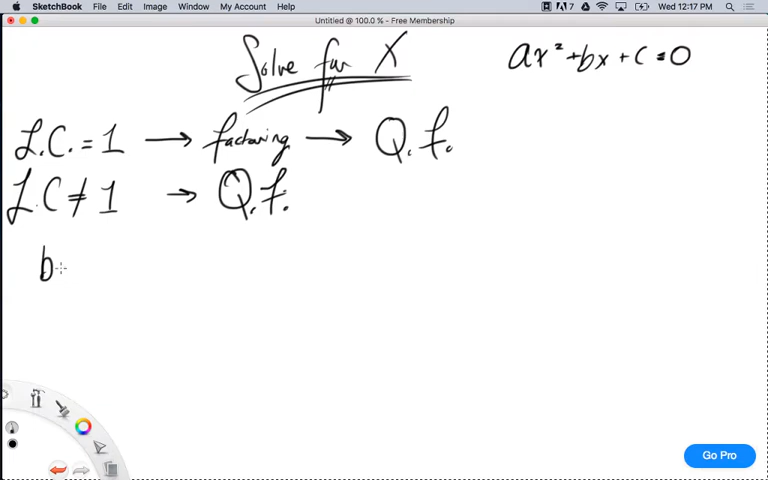 SketchBook File Edit Image Window My Account Help 7 Wed 12:17 PM
Untitled @ 100.0 % - Free Membership
Solve for X
ax² + bx + c = 0
L.C. = 1 → factoring → Q.f.
L.C ≠ 1 → Q.f.
b
Go Pro